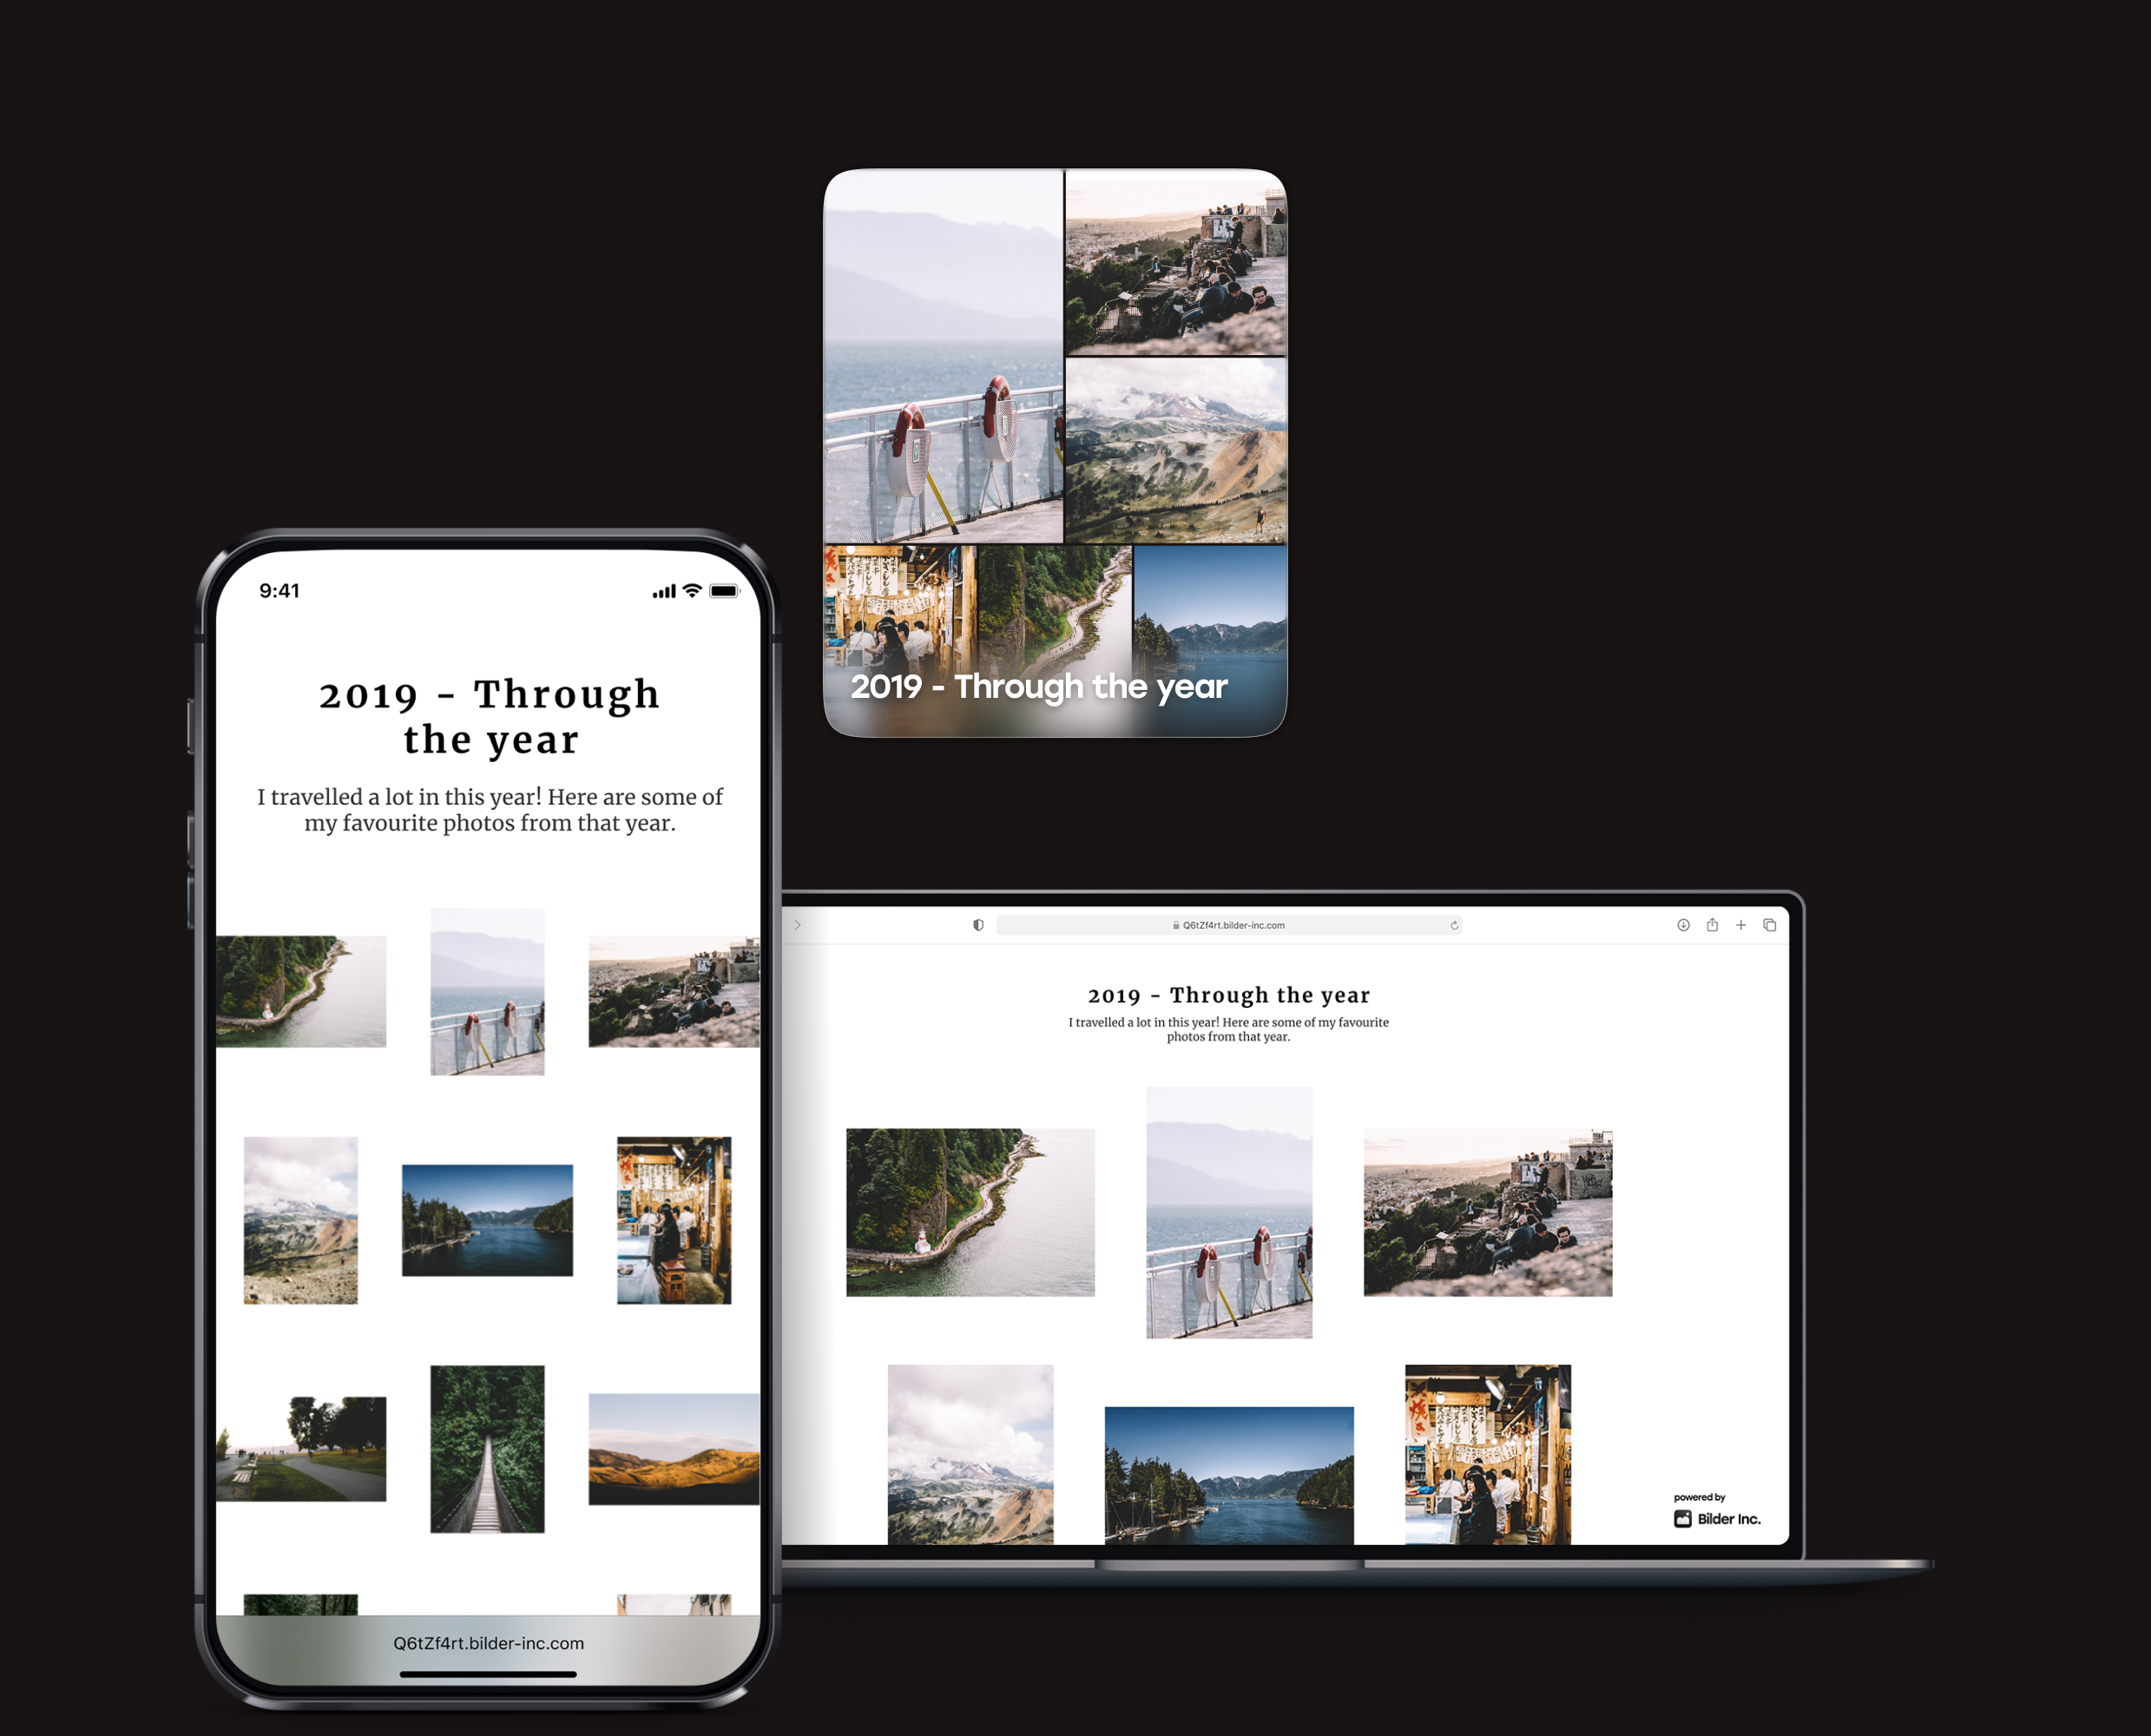 2019 - Through the year
9:41
2019 - Through
the year
I travelled a lot in this year! Here are some of
my favourite photos from that year.
Q6tZf4rt.bilder-inc.com
Q6tZf4rt.bilder-inc.com
2019 - Through the year
I travelled a lot in this year! Here are some of my favourite
photos from that year.
powered by
Bilder Inc.